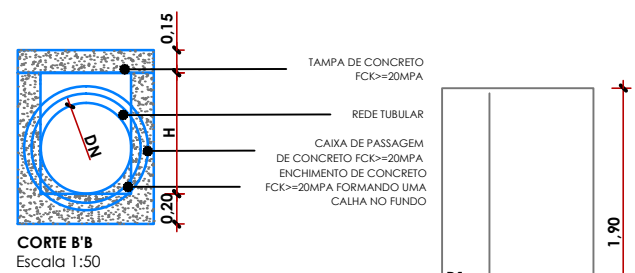 0,15
TAMPA DE CONCRETO
FCK>=20MPA
REDE TUBULAR
DN
H
CAIXA DE PASSAGEM
DE CONCRETO FCK>=20MPA
ENCHIMENTO DE CONCRETO
FCK>=20MPA FORMANDO UMA
CALHA NO FUNDO
0,20
1,90
CORTE B'B
Escala 1:50